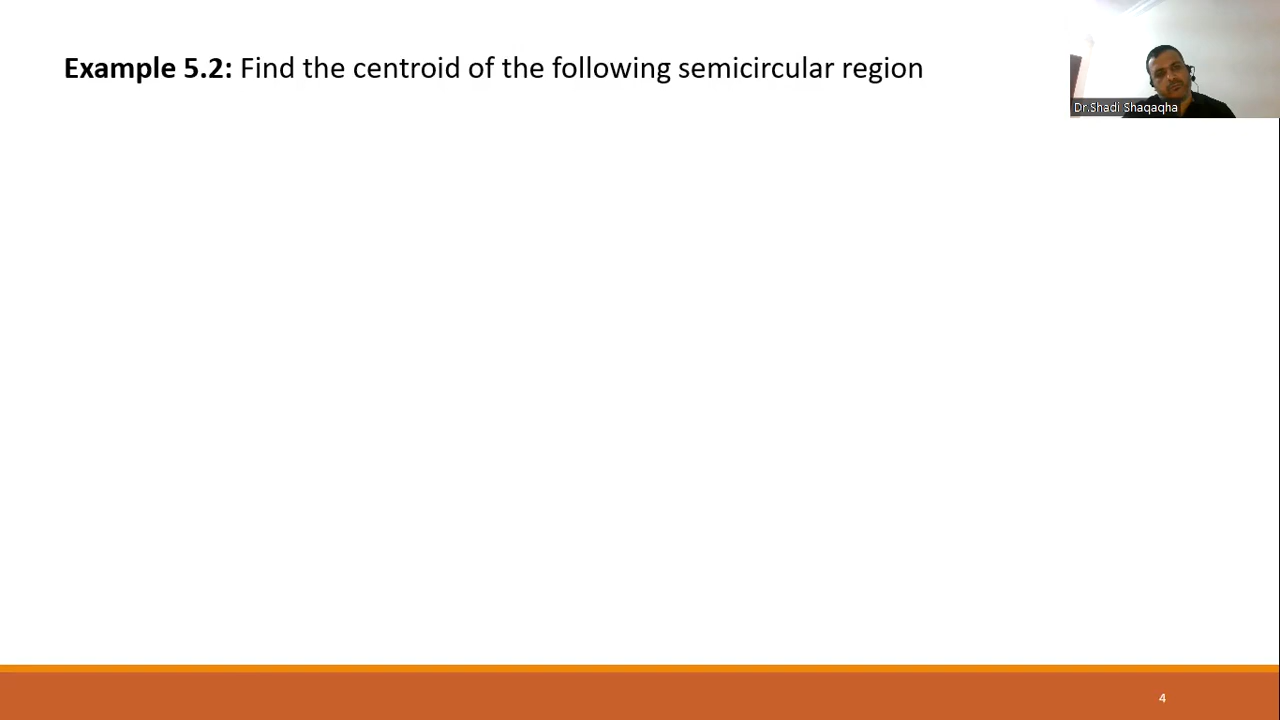 Example 5.2: Find the centroid of the following semicircular region
Dr.Shadi Shaqaqha
4